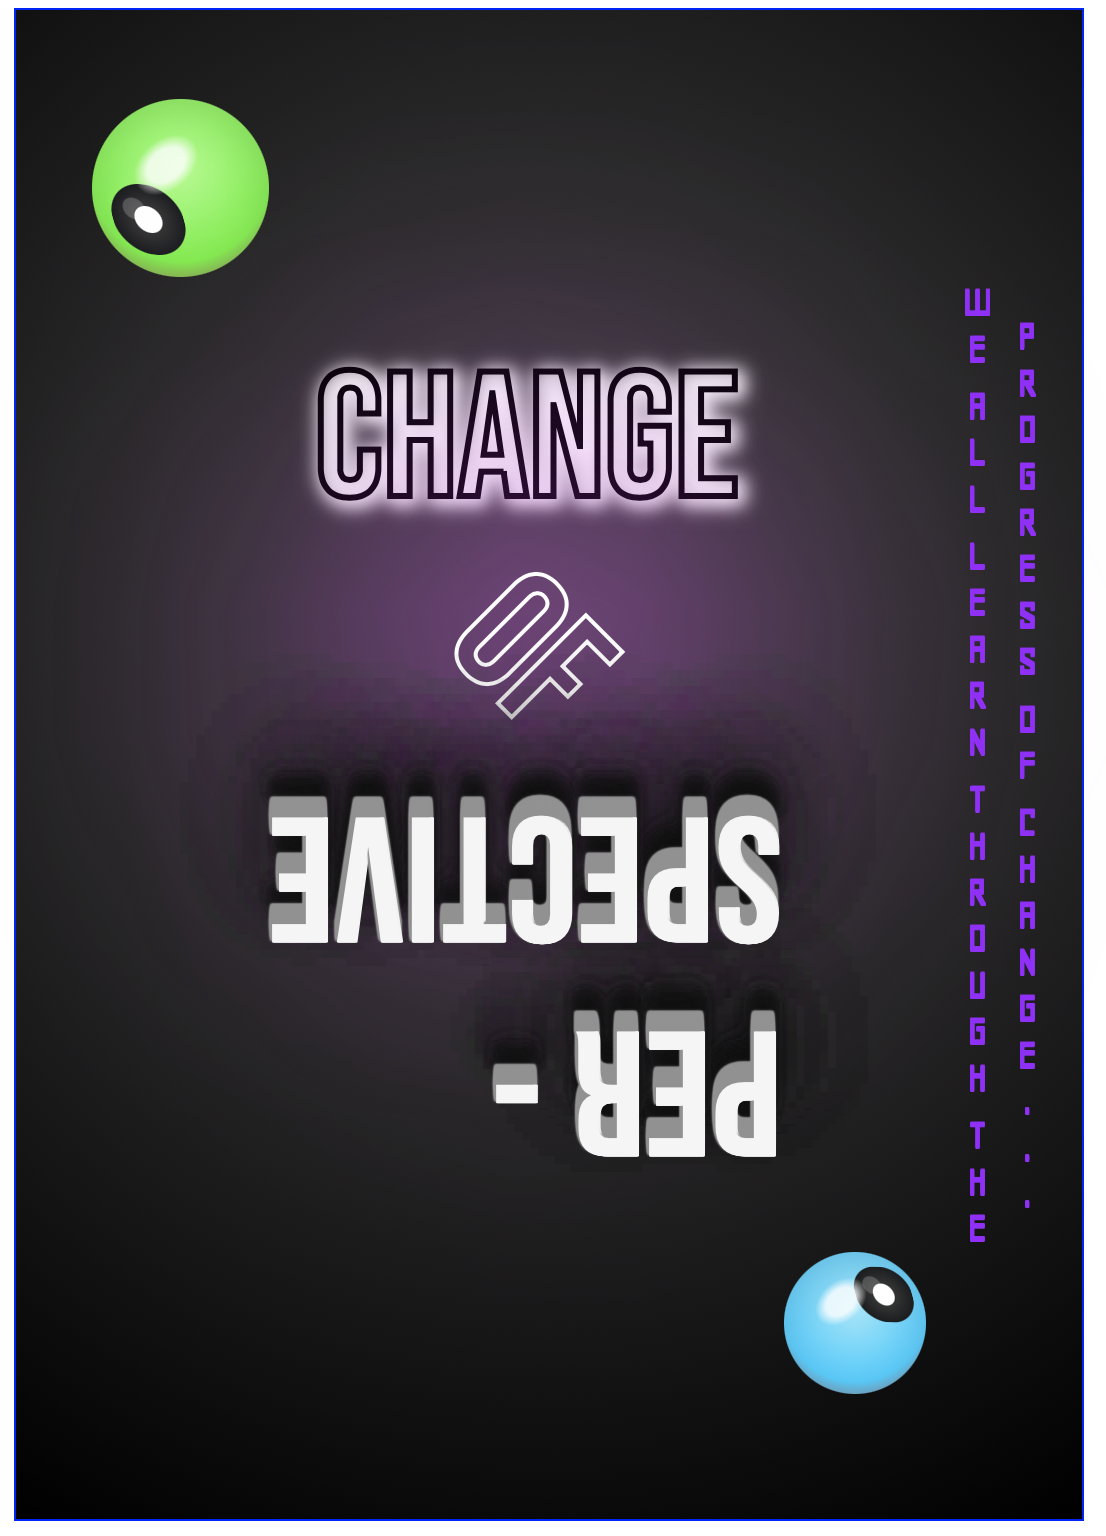 CHANGE
OF
PER-
SPECTIVE
WE ALL LEARN THROUGH THE
PROGRESS OF CHANGE...